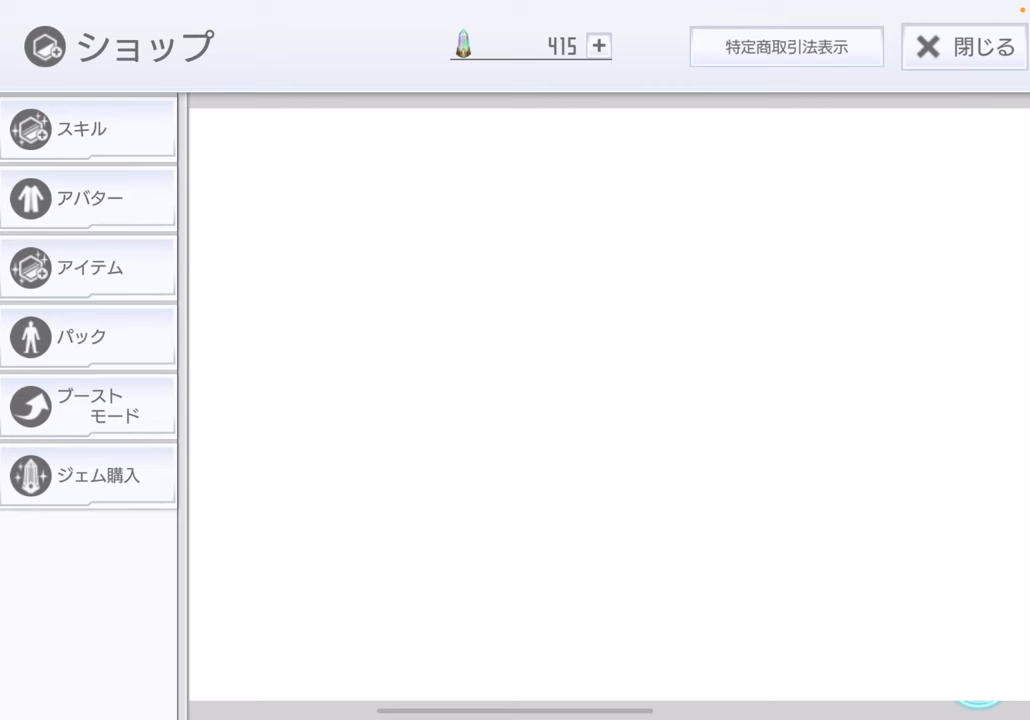 ショップ
415
特定商取引法表示
閉じる
スキル
アバター
アイテム
パック
ブースト
モード
ジェム購入